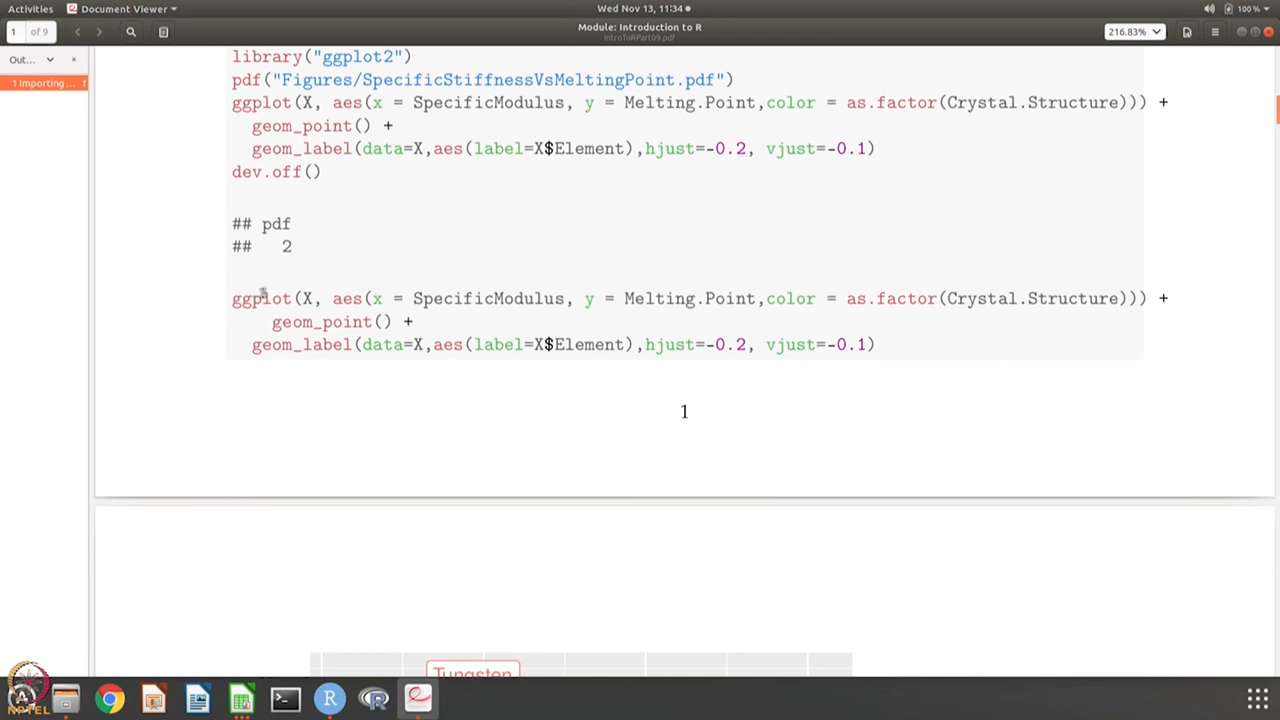 Activities
Document Viewer
Wed Nov 13, 11:34
100 %
1
of 9
Module: Introduction to R
IntroToRPart09.pdf
216.83%
Out...
1 Importing ...
1
library("ggplot2")
pdf("Figures/SpecificStiffnessVsMeltingPoint.pdf")
ggplot(X, aes(x = SpecificModulus, y = Melting.Point,color = as.factor(Crystal.Structure))) +
geom_point() +
geom_label(data=X,aes(label=X$Element),hjust=-0.2, vjust=-0.1)
dev.off()
## pdf
## 2
ggplot(X, aes(x = SpecificModulus, y = Melting.Point,color = as.factor(Crystal.Structure))) +
geom_point() +
geom_label(data=X,aes(label=X$Element),hjust=-0.2, vjust=-0.1)
1
Tungsten
NPTEL